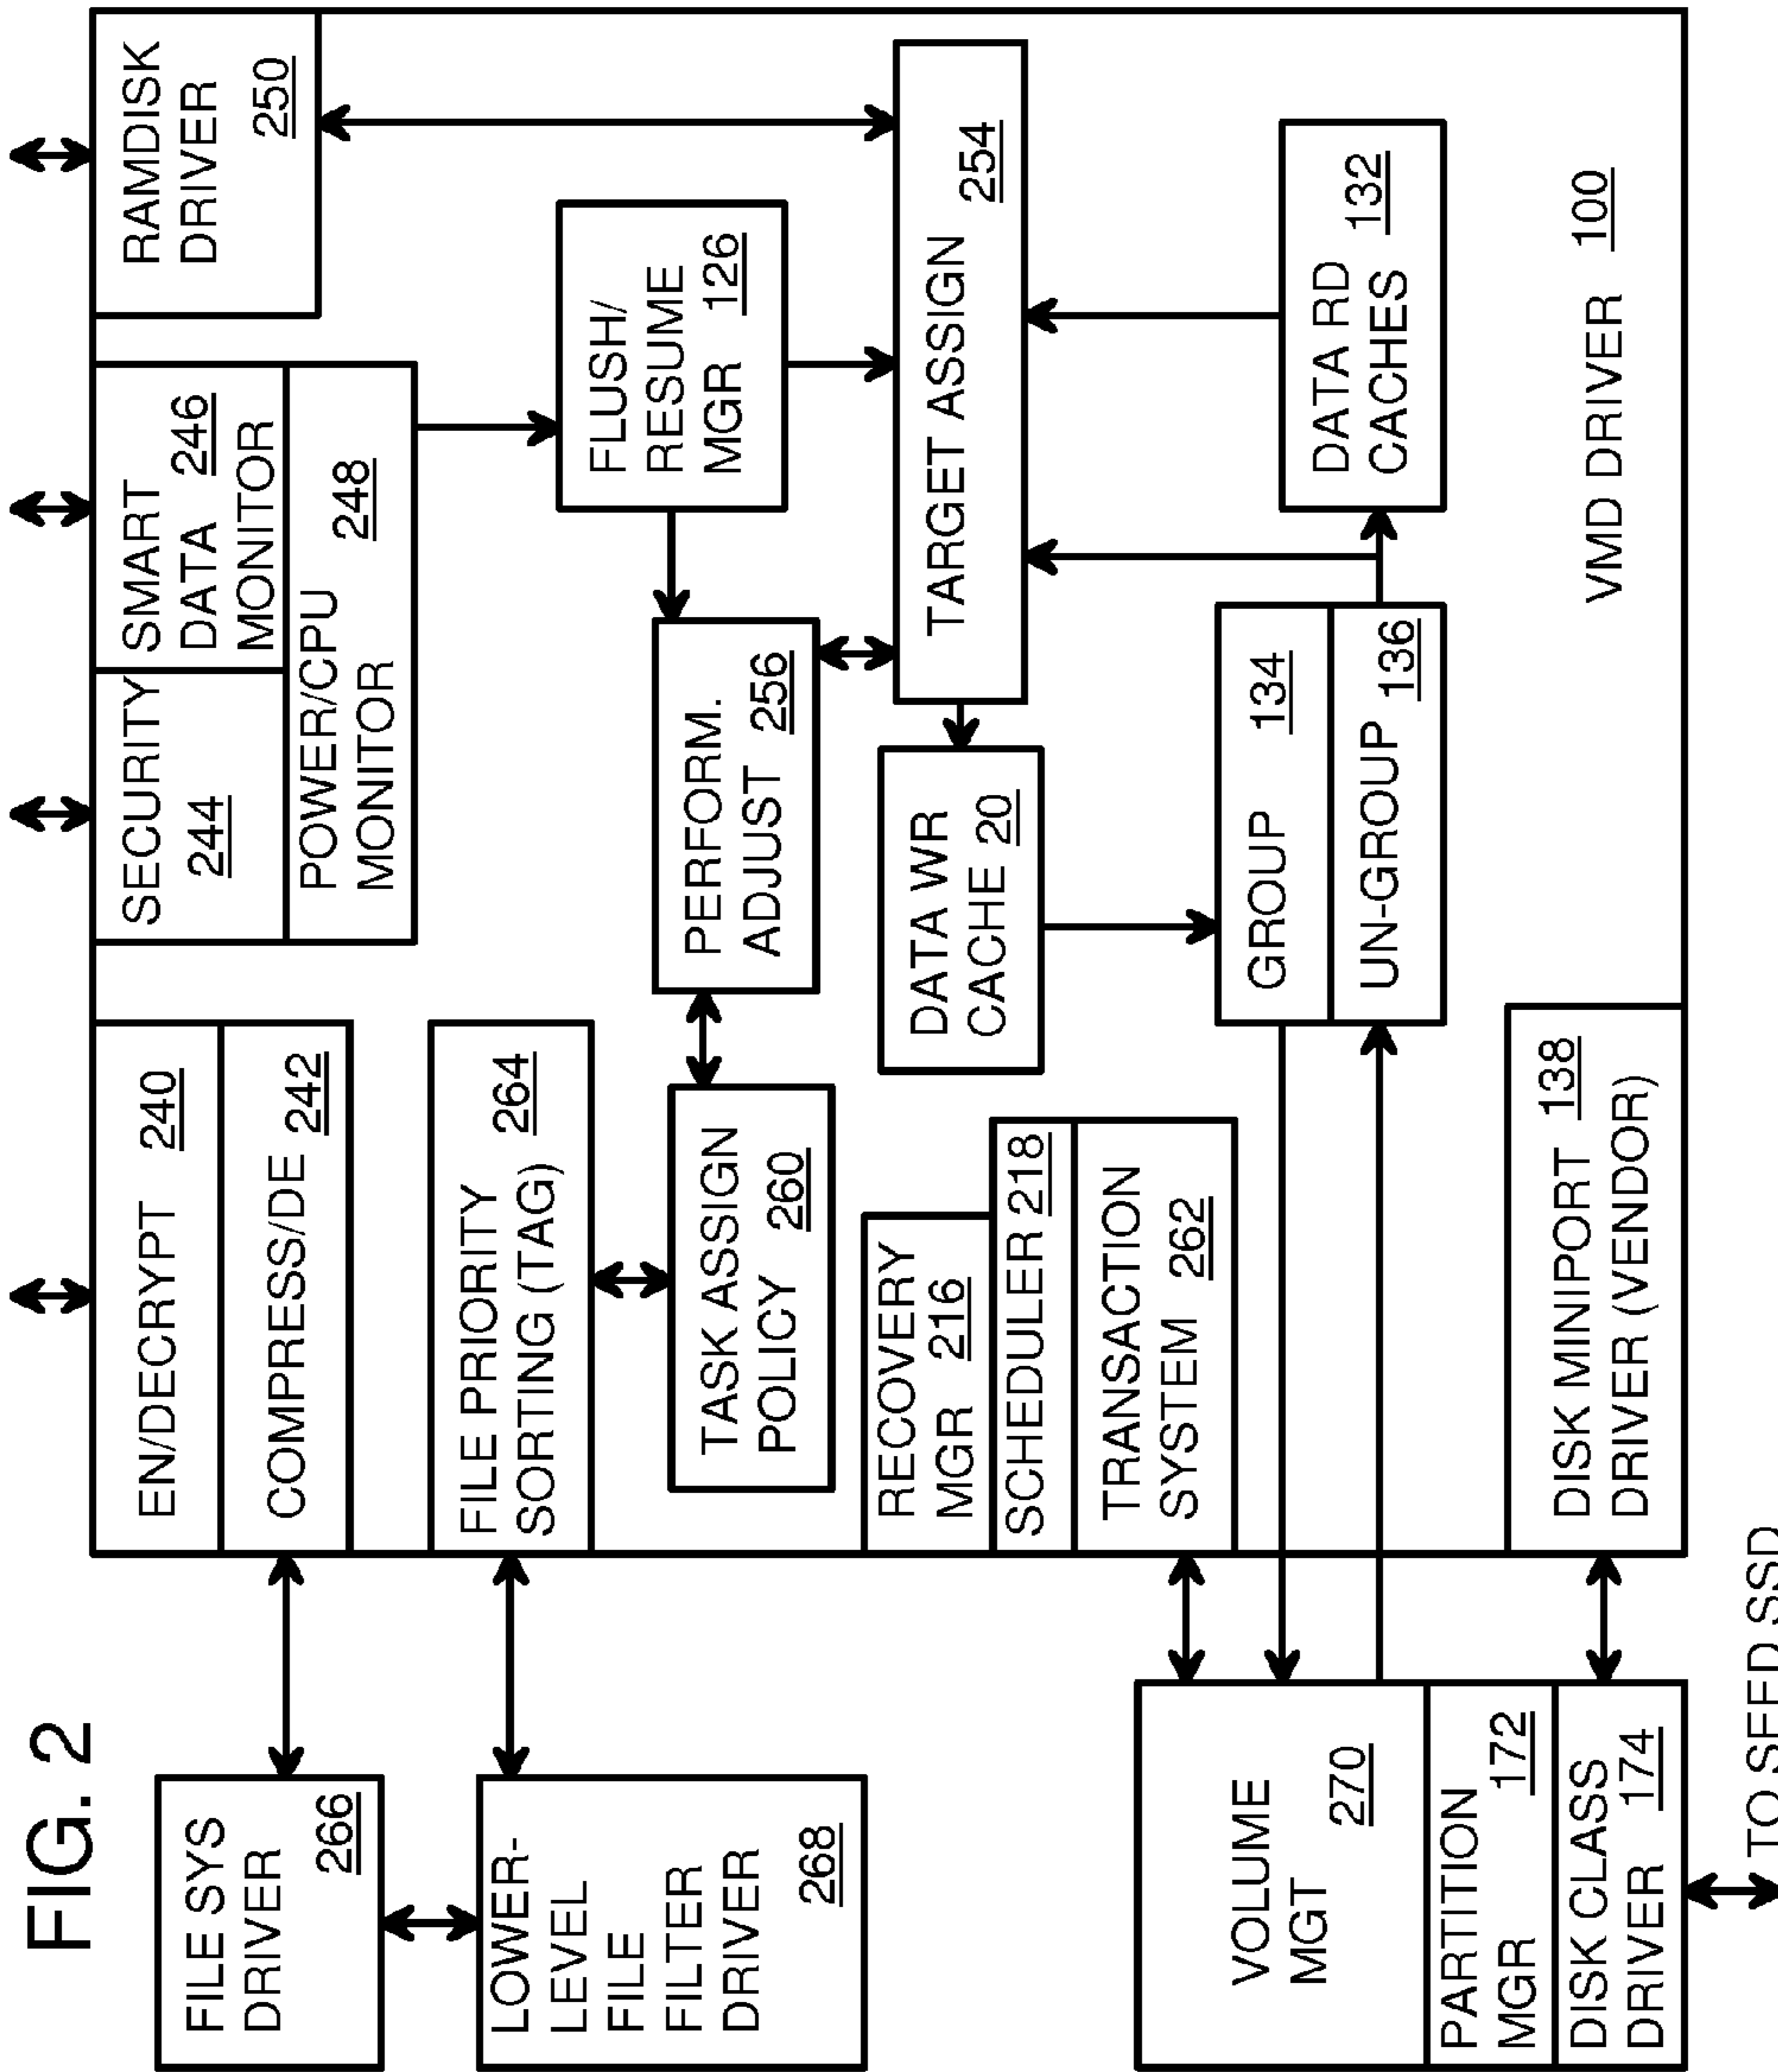 FIG. 2
FILE SYS
DRIVER 266
LOWER-
LEVEL
FILE
FILTER
DRIVER 268
VOLUME
MGT 270
PARTITION
MGR 172
DISK CLASS
DRIVER 174
TO SEED SSD
EN/DECRYPT 240
COMPRESS/DE 242
FILE PRIORITY 264
SORTING (TAG)
TASK ASSIGN
POLICY 260
RECOVERY
MGR 216
SCHEDULER 218
TRANSACTION
SYSTEM 262
DISK MINIPORT 138
DRIVER (VENDOR)
SECURITY
244
SMART
DATA 246
MONITOR
POWER/CPU
MONITOR 248
PERFORM.
ADJUST 256
DATA WR
CACHE 20
GROUP 134
UN-GROUP 136
RAMDISK
DRIVER
250
FLUSH/
RESUME
MGR 126
TARGET ASSIGN 254
DATA RD
CACHES 132
VMD DRIVER 100